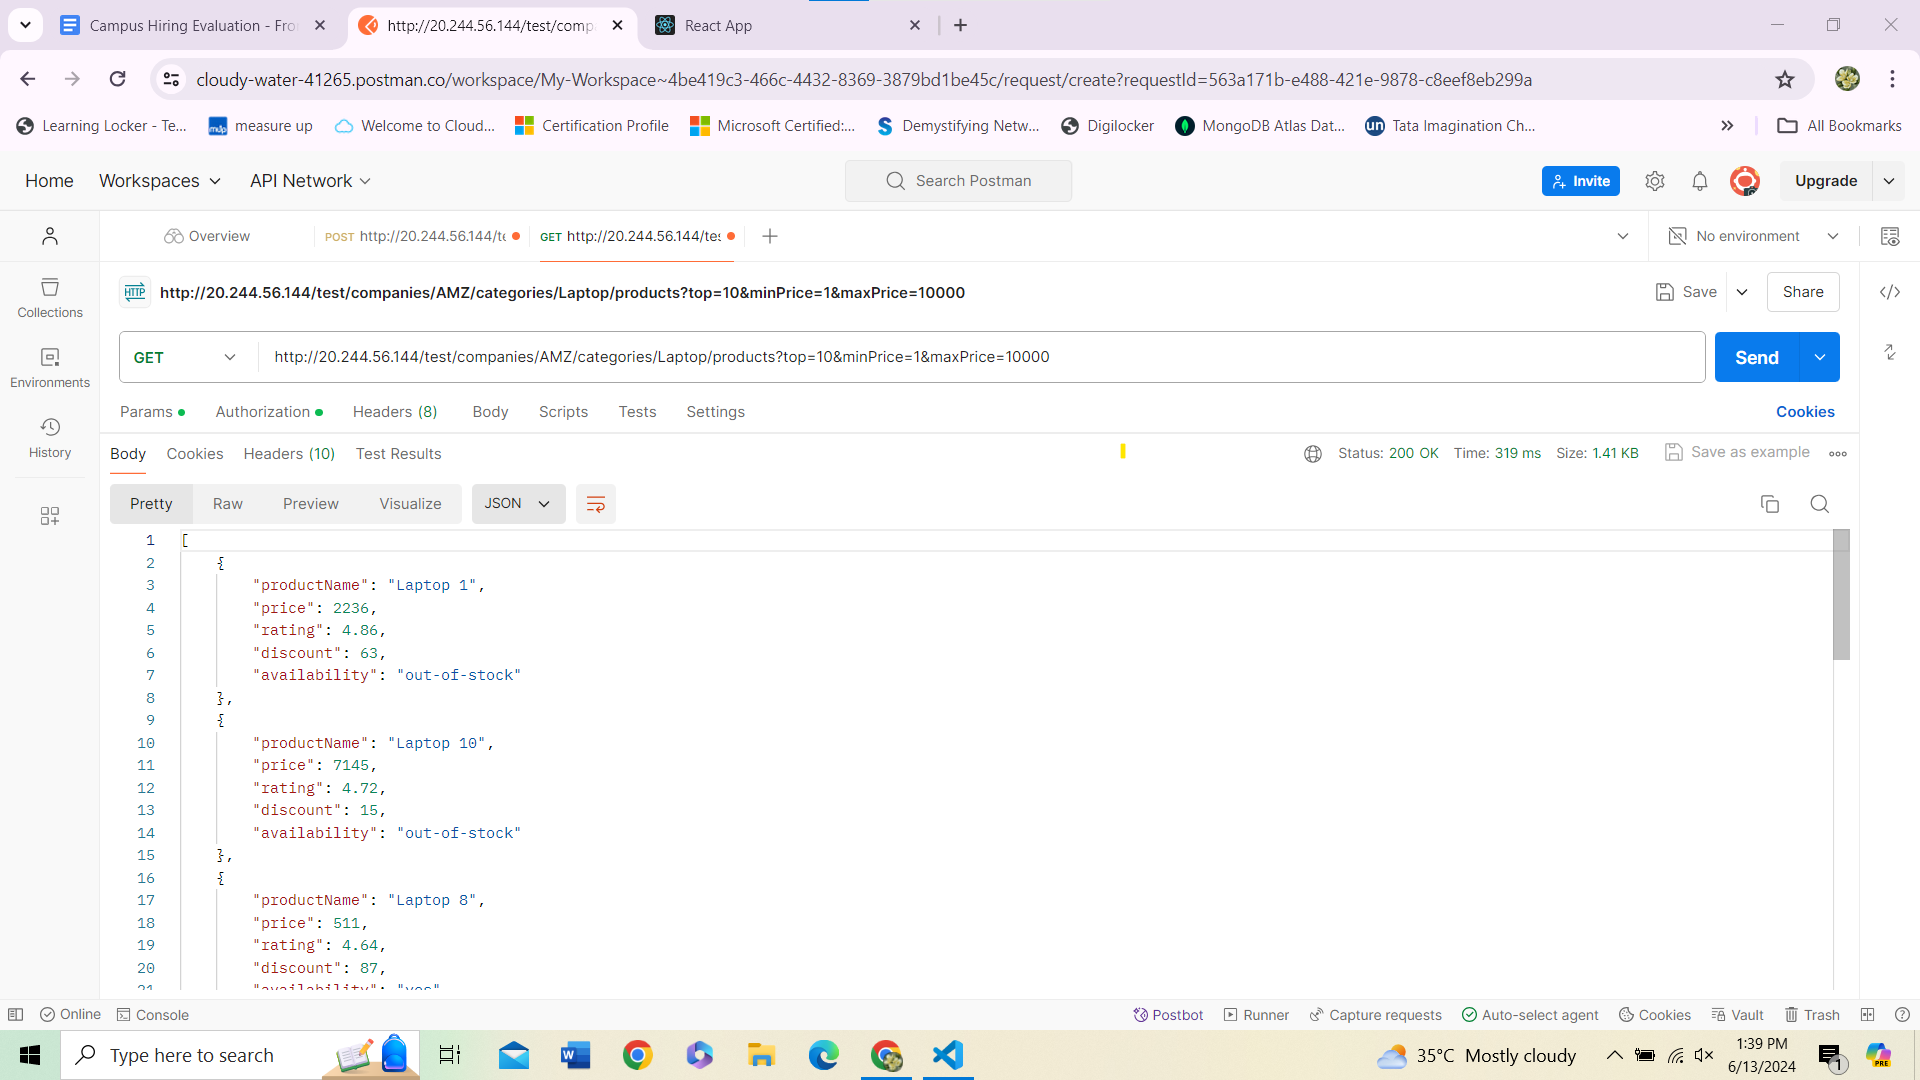 Campus Hiring Evaluation - Fro
http://20.244.56.144/test/comp
React App
cloudy-water-41265.postman.co/workspace/My-Workspace~4be419c3-466c-4432-8369-3879bd1be45c/request/create?requestId=563a171b-e488-421e-9878-c8eef8eb299a
Learning Locker - Te...
measure up
Welcome to Cloud...
Certification Profile
Microsoft Certified:...
Demystifying Netw...
Digilocker
MongoDB Atlas Dat...
Tata Imagination Ch...
All Bookmarks
Home
Workspaces
API Network
Search Postman
Invite
Upgrade
Overview
POST http://20.244.56.144/te
GET http://20.244.56.144/tes
No environment
HTTP http://20.244.56.144/test/companies/AMZ/categories/Laptop/products?top=10&minPrice=1&maxPrice=10000
Save
Share
Collections
Environments
History
GET http://20.244.56.144/test/companies/AMZ/categories/Laptop/products?top=10&minPrice=1&maxPrice=10000
Send
Params
Authorization
Headers (8)
Body
Scripts
Tests
Settings
Cookies
Body
Cookies
Headers (10)
Test Results
Status: 200 OK
Time: 319 ms
Size: 1.41 KB
Save as example
Pretty
Raw
Preview
Visualize
JSON
1 [
2 {
3 "productName": "Laptop 1",
4 "price": 2236,
5 "rating": 4.86,
6 "discount": 63,
7 "availability": "out-of-stock"
8 },
9 {
10 "productName": "Laptop 10",
11 "price": 7145,
12 "rating": 4.72,
13 "discount": 15,
14 "availability": "out-of-stock"
15 },
16 {
17 "productName": "Laptop 8",
18 "price": 511,
19 "rating": 4.64,
20 "discount": 87,
21 "availability": "yes"
Online
Console
Postbot
Runner
Capture requests
Auto-select agent
Cookies
Vault
Trash
Type here to search
35°C Mostly cloudy
1:39 PM
6/13/2024
1
PRE